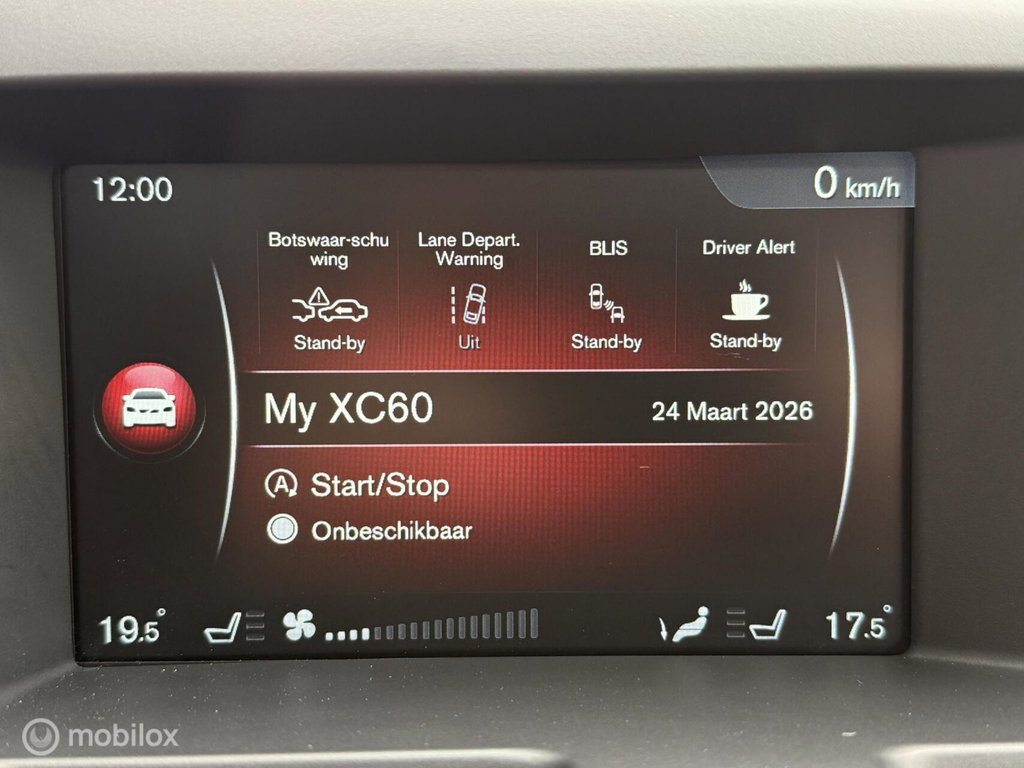 12:00
0 km/h
Botswaar-schu
wing
Stand-by
Lane Depart.
Warning
Uit
BLIS
Stand-by
Driver Alert
Stand-by
My XC60
24 Maart 2026
A Start/Stop
Onbeschikbaar
19.5°
17.5°
mobilox